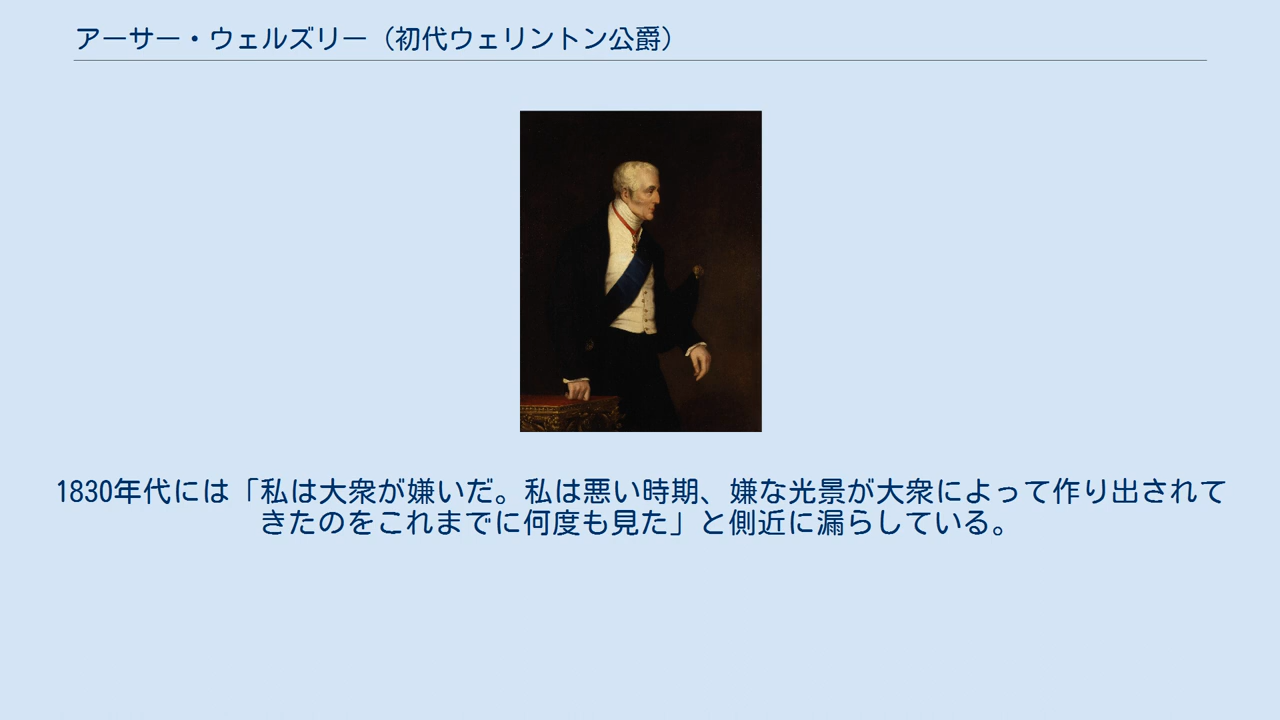 アーサー・ウェルズリー（初代ウェリントン公爵）
1830年代には「私は大衆が嫌いだ。私は悪い時期、嫌な光景が大衆によって作り出されて
きたのをこれまでに何度も見た」と側近に漏らしている。